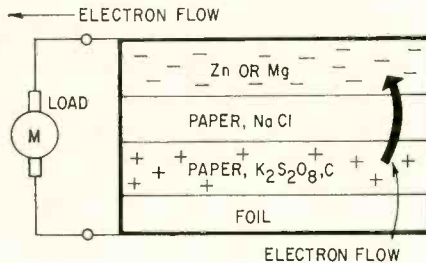 ELECTRON FLOW
Zn OR Mg
LOAD
M
PAPER, NaCl
PAPER, K₂S₂O₈, C
FOIL
ELECTRON FLOW